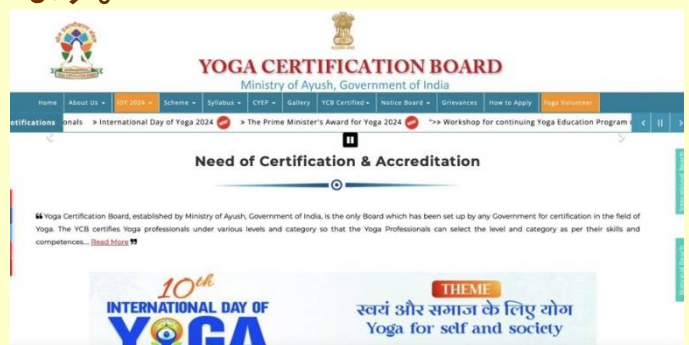 YOGA CERTIFICATION BOARD
Ministry of Ayush, Government of India
Home About Us IDY 2024 Scheme Syllabus CYEP Gallery YCB Certified Notice Board Grievances How to Apply Yoga Volunteer
otifications onals » International Day of Yoga 2024 » The Prime Minister's Award for Yoga 2024 ">> Workshop for continuing Yoga Education Program
Need of Certification & Accreditation
❝ Yoga Certification Board, established by Ministry of Ayush, Government of India, is the only Board which has been set up by any Government for certification in the field of
Yoga. The YCB certifies Yoga professionals under various levels and category so that the Yoga Professionals can select the level and category as per their skills and
competences... Read More ❞
International Reach
National Reach
10th
INTERNATIONAL DAY OF
YOGA
THEME
स्वयं और समाज के लिए योग
Yoga for self and society